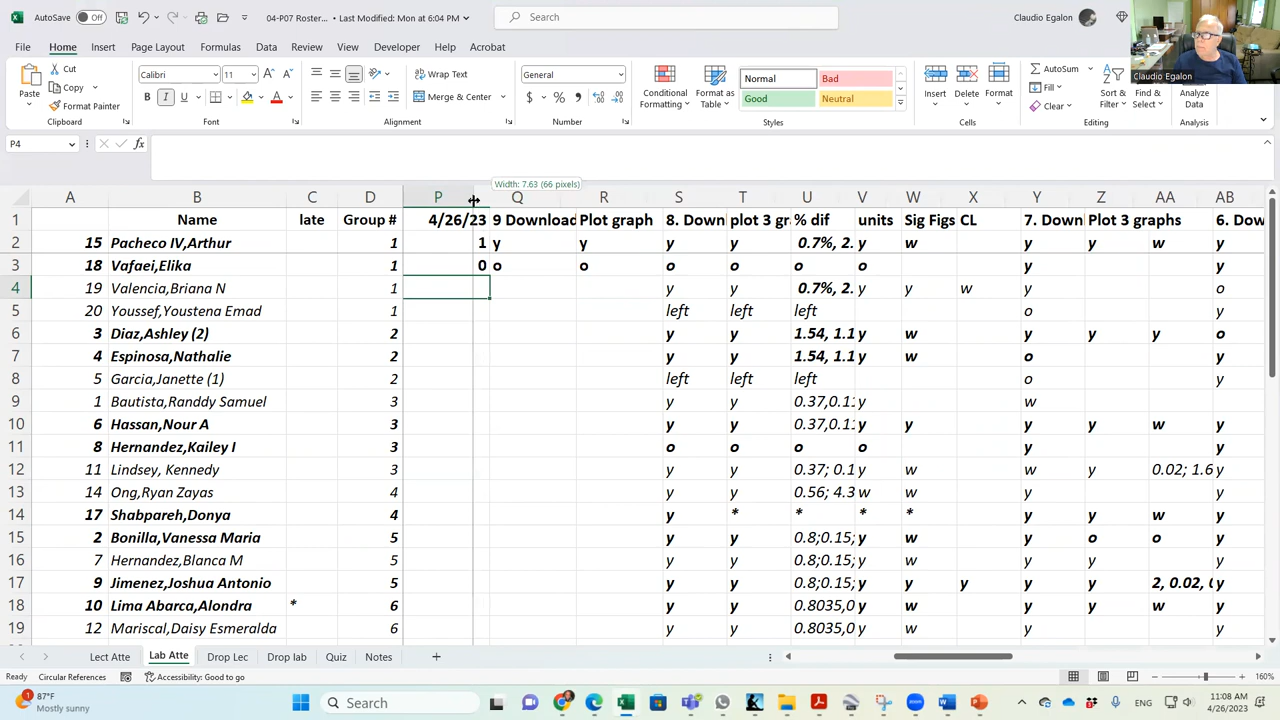 AutoSave Off 04-P07 Roster... • Last Modified: Mon at 6:04 PM Search Claudio Egalon
File Home Insert Page Layout Formulas Data Review View Developer Help Acrobat
Cut Calibri 11 Wrap Text General Normal Bad AutoSum
Copy Fill
Paste Format Painter B I U Merge & Center $ % Conditional Formatting Format as Table Good Neutral Insert Delete Format Clear Sort & Filter Find & Select Analyze Data
Clipboard Font Alignment Number Styles Cells Editing Analysis
Claudio Egalon
P4 fx
Width: 7.63 (66 pixels)
A B C D P Q R S T U V W X Y Z AA AB
1 Name late Group # 4/26/23 9 Download Plot graph 8. Down plot 3 gr % dif units Sig Figs CL 7. Down Plot 3 graphs 6. Dow
2 15 Pacheco IV,Arthur 1 1 y y y y 0.7%, 2. y w y y w y
3 18 Vafaei,Elika 1 0 o o o o o o y y
4 19 Valencia,Briana N 1 y y 0.7%, 2. y y w y o
5 20 Youssef,Youstena Emad 1 left left left o y
6 3 Diaz,Ashley (2) 2 y y 1.54, 1.1 y w y y y o
7 4 Espinosa,Nathalie 2 y y 1.54, 1.1 y w o y
8 5 Garcia,Janette (1) 2 left left left o y
9 1 Bautista,Randdy Samuel 3 y y 0.37,0.1 y w
10 6 Hassan,Nour A 3 y y 0.37,0.1 y y y y w y
11 8 Hernandez,Kailey I 3 o o o o y y
12 11 Lindsey, Kennedy 3 y y 0.37; 0.1 y w w y 0.02; 1.6 y
13 14 Ong,Ryan Zayas 4 y y 0.56; 4.3 w w y y
14 17 Shabpareh,Donya 4 y * * * * y y w y
15 2 Bonilla,Vanessa Maria 5 y y 0.8;0.15; y w y o o y
16 7 Hernandez,Blanca M 5 y y 0.8;0.15; y w y y y
17 9 Jimenez,Joshua Antonio 5 y y 0.8;0.15; y y y y y 2, 0.02, y
18 10 Lima Abarca,Alondra * 6 y y 0.8035,0 y w y y w y
19 12 Mariscal,Daisy Esmeralda 6 y y 0.8035,0 y w y y
Lect Atte Lab Atte Drop Lec Drop lab Quiz Notes +
Ready Circular References Accessibility: Good to go 160%
87°F
Mostly sunny
Search
11:08 AM
4/26/2023